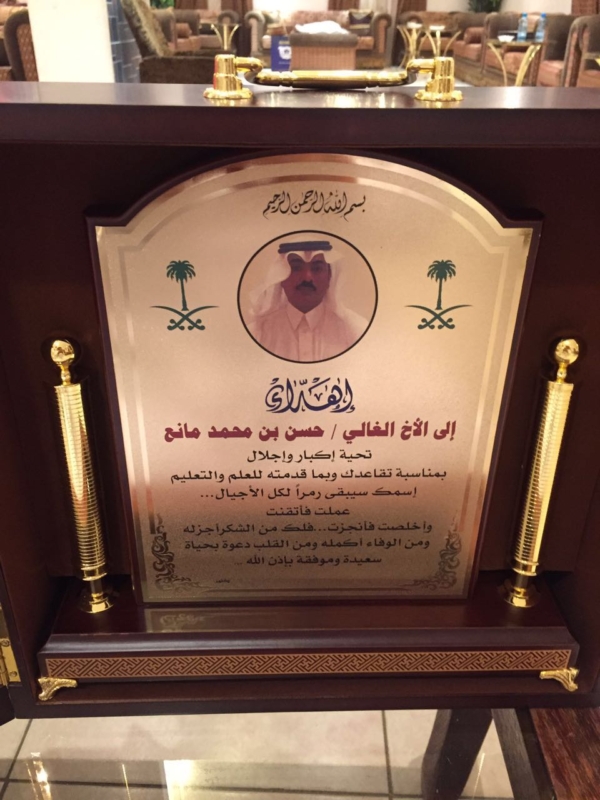 بسم الله الرحمن الرحيم
إهداء
إلى الأخ الغالي / حسن بن محمد مانع
تحية إكبار وإجلال
بمناسبة تقاعدك وبما قدمته للعلم والتعليم
إسمك سيبقى رمزاً لكل الأجيال...
عملت فأتقنت
وأخلصت فأنجزت...فلك من الشكر أجزله
ومن الوفاء أكمله ومن القلب دعوة بحياة
سعيدة وموفقة بإذن الله ..